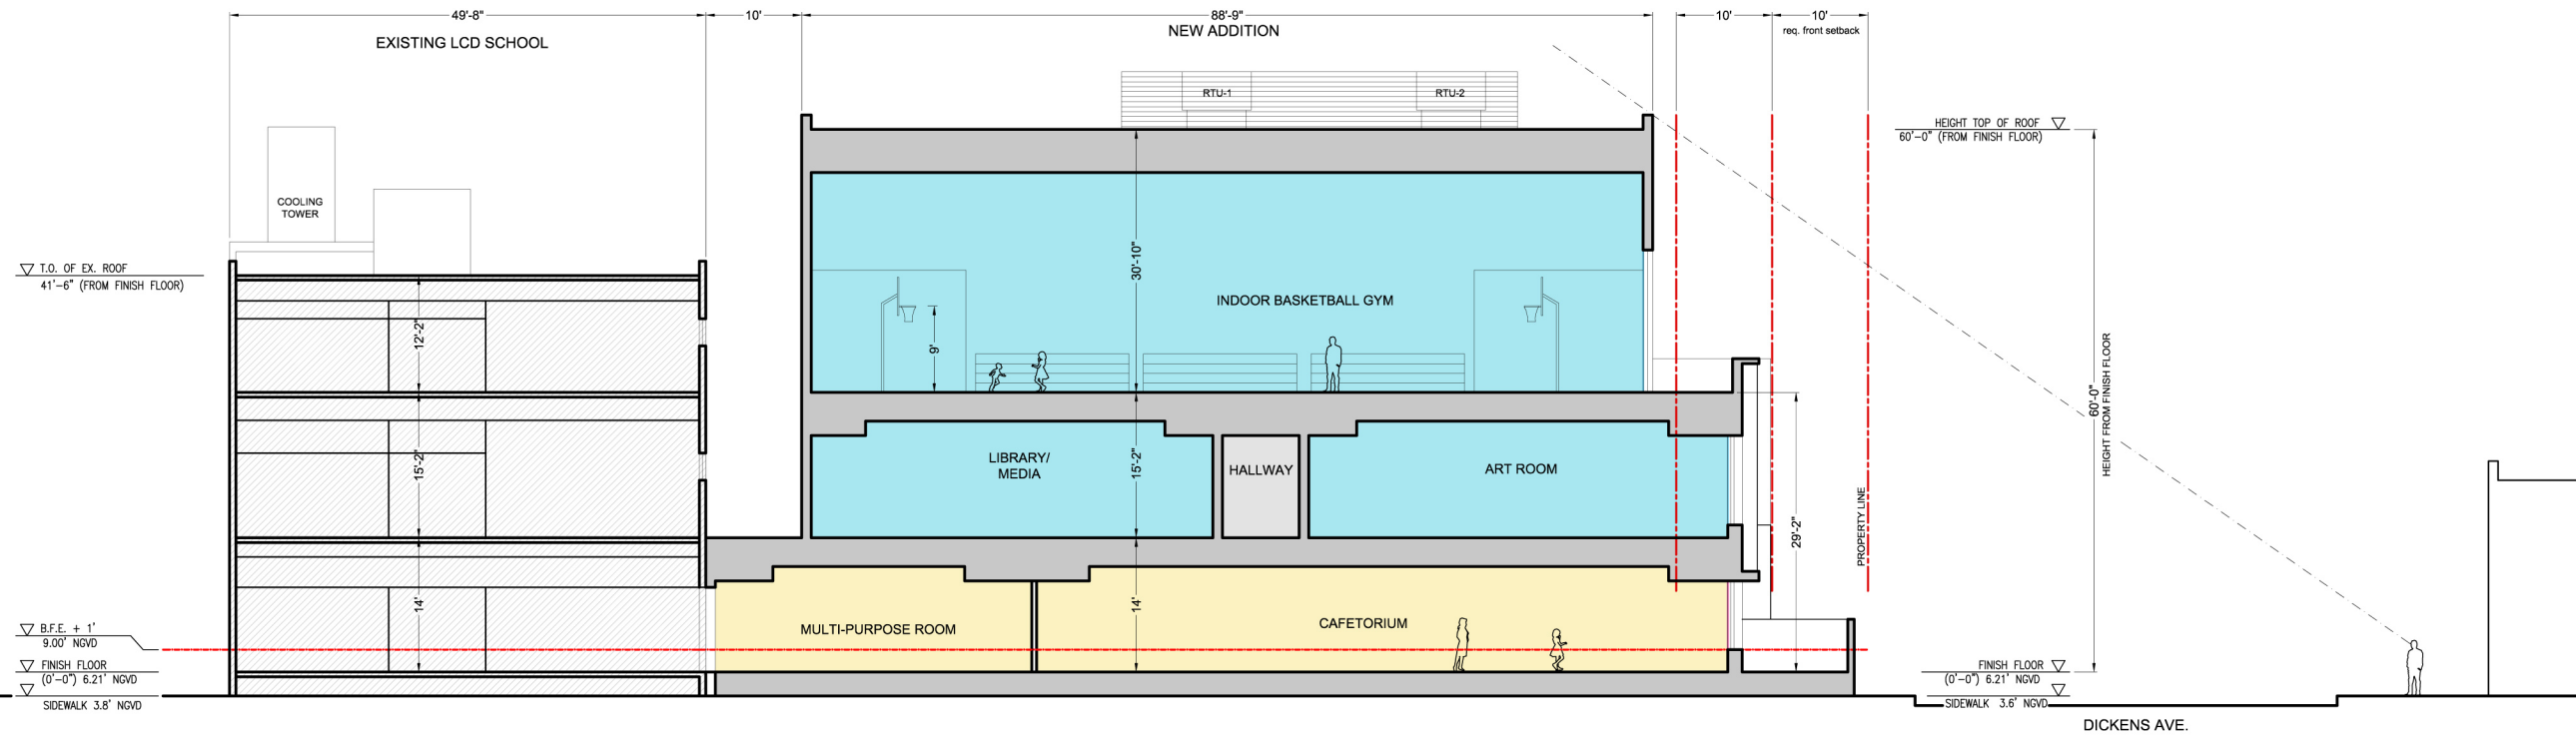 49'-8"
10'
88'-9"
10'
10'
EXISTING LCD SCHOOL
NEW ADDITION
req. front setback
RTU-1
RTU-2
HEIGHT TOP OF ROOF
60'-0" (FROM FINISH FLOOR)
COOLING
TOWER
T.O. OF EX. ROOF
41'-6" (FROM FINISH FLOOR)
30'-10"
INDOOR BASKETBALL GYM
9'
12'-2"
60'-0"
HEIGHT FROM FINISH FLOOR
15'-2"
LIBRARY/
MEDIA
15'-2"
HALLWAY
ART ROOM
29'-2"
PROPERTY LINE
14'
14'
MULTI-PURPOSE ROOM
CAFETORIUM
B.F.E. + 1'
9.00' NGVD
FINISH FLOOR
(0'-0") 6.21' NGVD
SIDEWALK 3.8' NGVD
FINISH FLOOR
(0'-0") 6.21' NGVD
SIDEWALK 3.6' NGVD
DICKENS AVE.